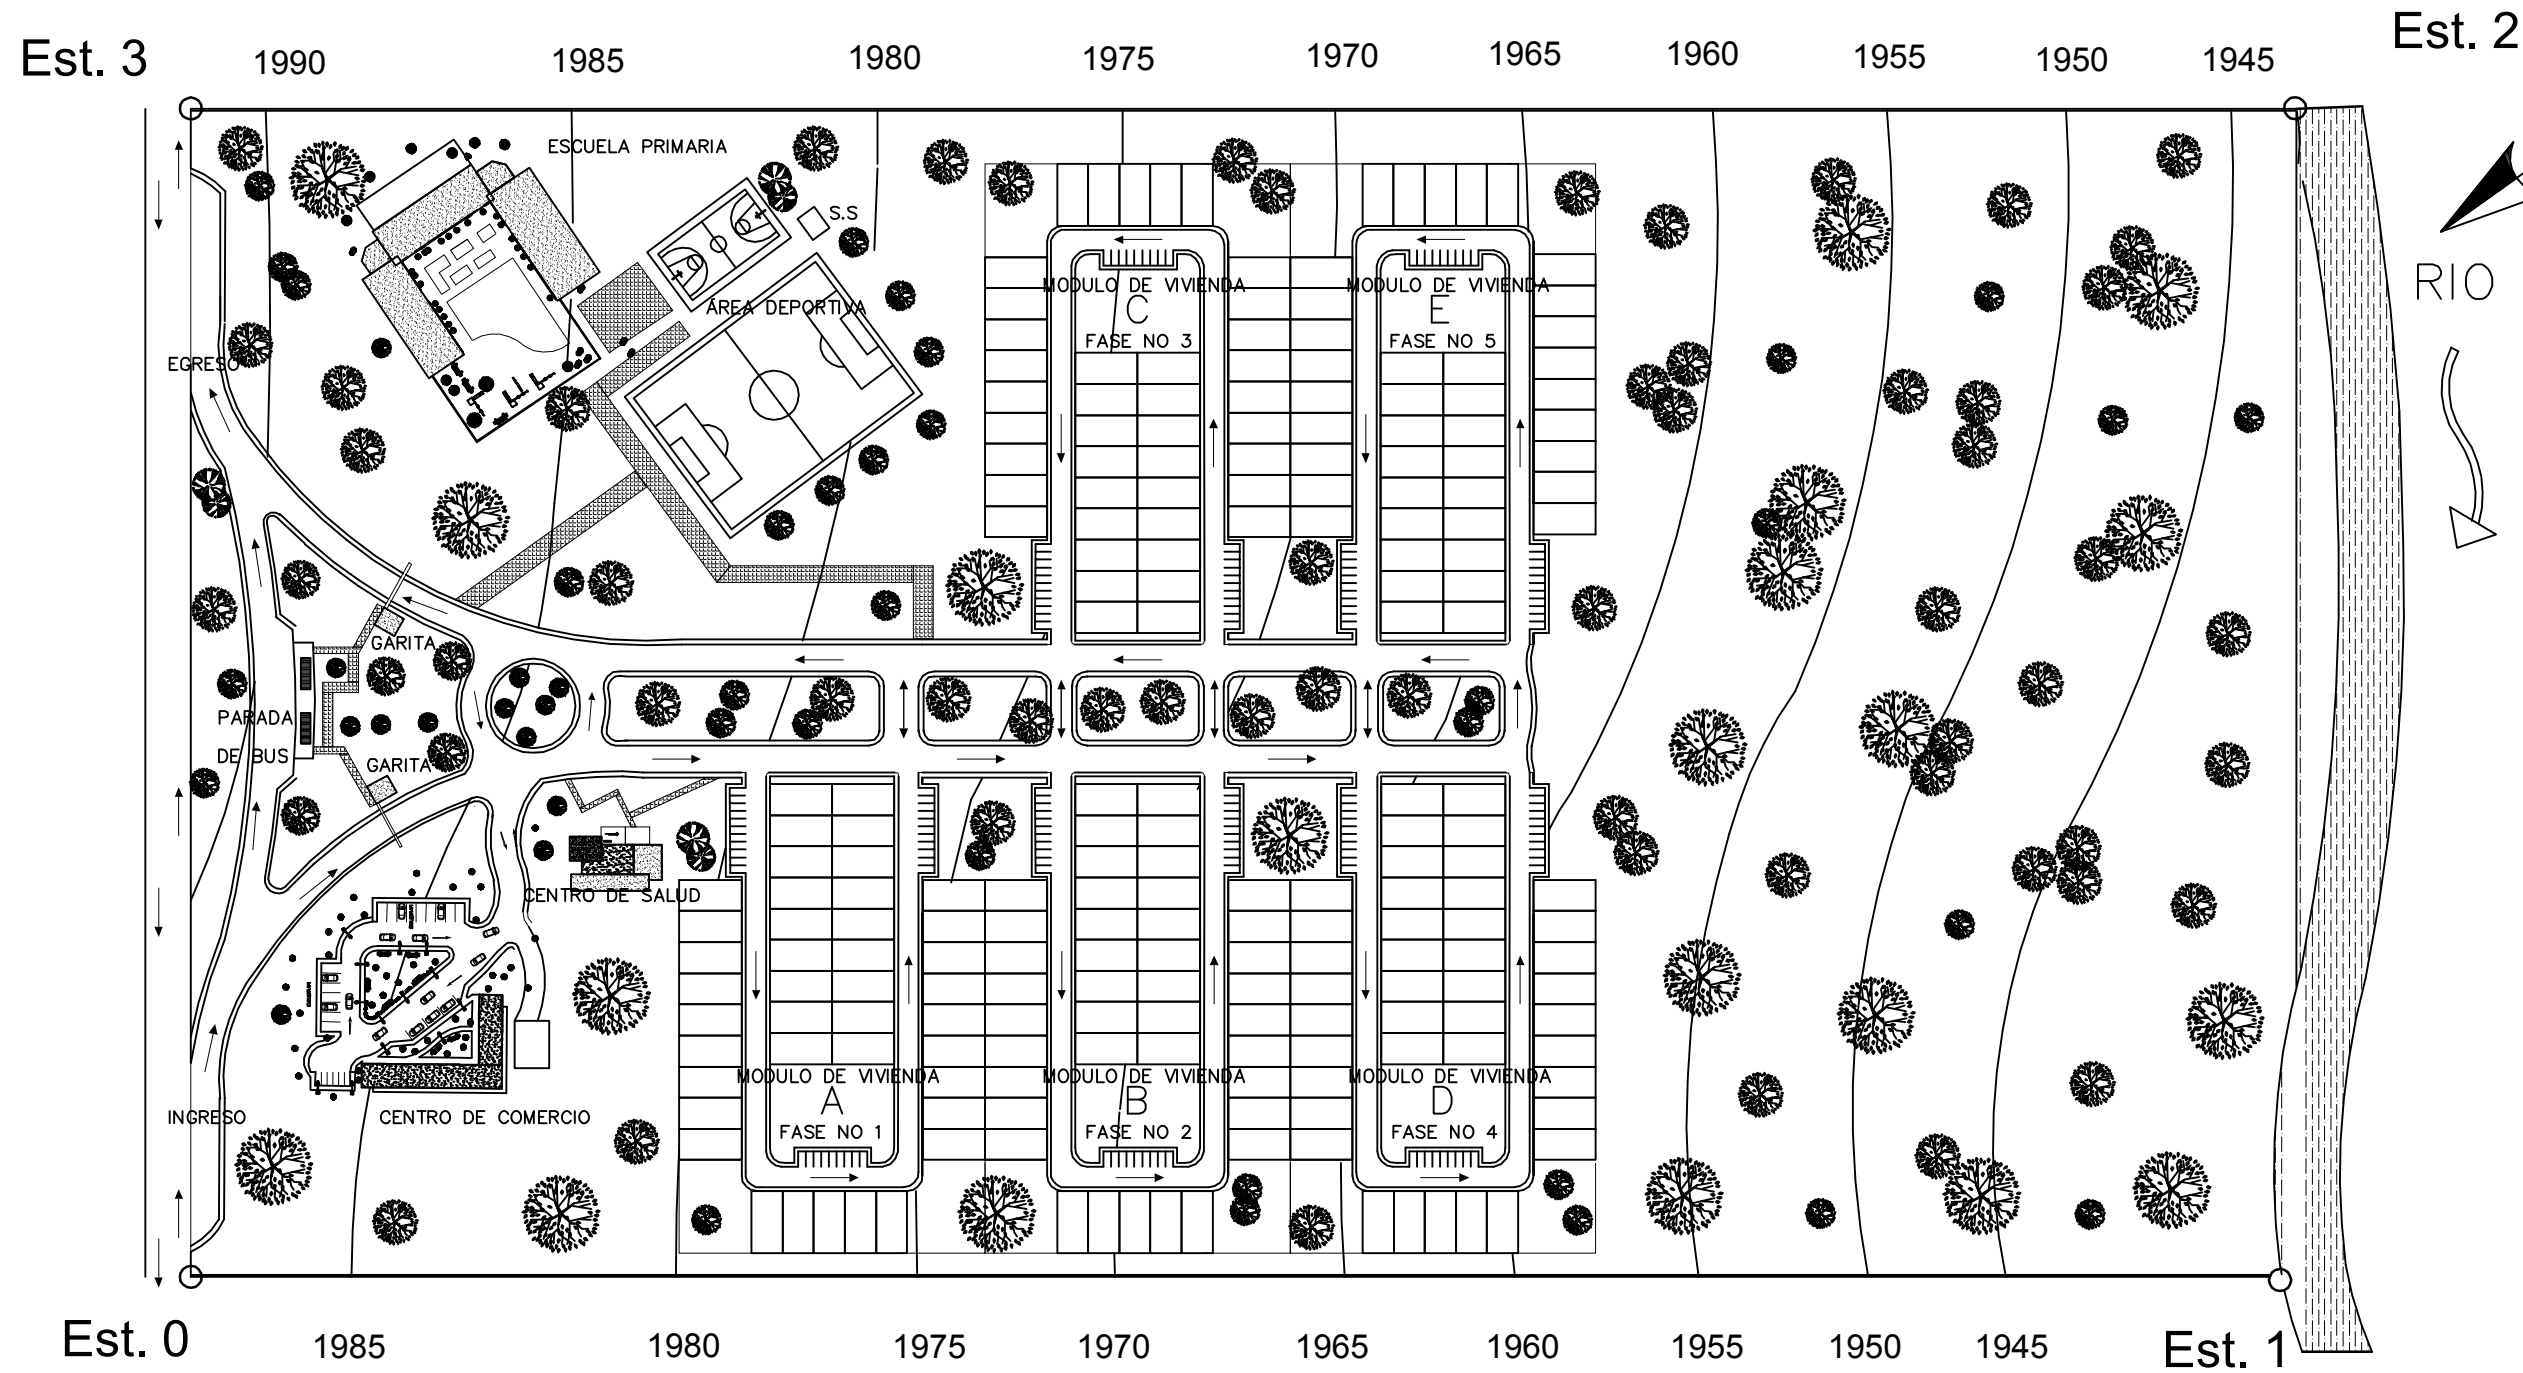 Est. 3
1990
1985
1980
1975
1970
1965
1960
1955
1950
1945
Est. 2
ESCUELA PRIMARIA
S.S
ÁREA DEPORTIVA
MODULO DE VIVIENDA
C
FASE NO 3
MODULO DE VIVIENDA
E
FASE NO 5
RIO
EGRESO
GARITA
PARADA
DE BUS
GARITA
CENTRO DE SALUD
INGRESO
CENTRO DE COMERCIO
MODULO DE VIVIENDA
A
FASE NO 1
MODULO DE VIVIENDA
B
FASE NO 2
MODULO DE VIVIENDA
D
FASE NO 4
Est. 0
1985
1980
1975
1970
1965
1960
1955
1950
1945
Est. 1